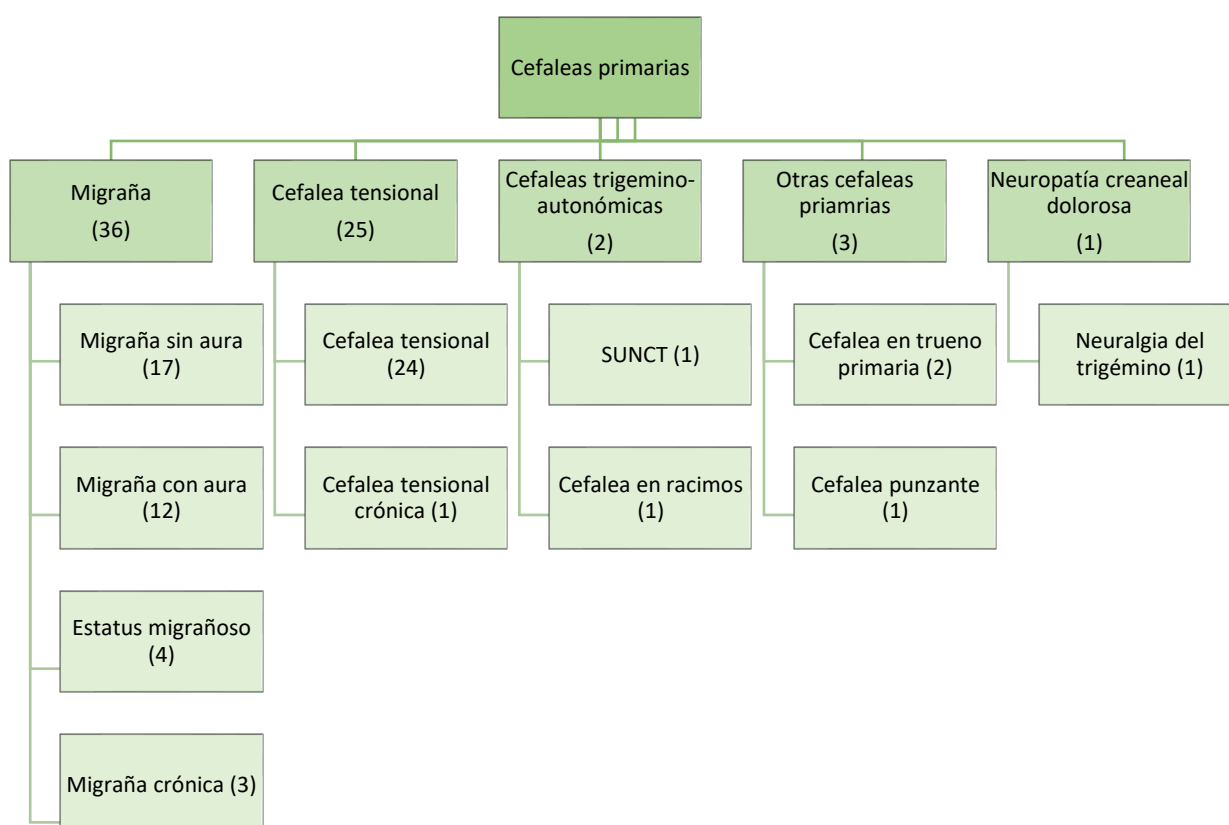 Cefaleas primarias
Migraña
(36)
Cefalea tensional
(25)
Cefaleas trigemino-
autonómicas
(2)
Otras cefaleas
priamrias
(3)
Neuropatía creaneal
dolorosa
(1)
Migraña sin aura
(17)
Cefalea tensional
(24)
SUNCT (1)
Cefalea en trueno
primaria (2)
Neuralgia del
trigémino (1)
Migraña con aura
(12)
Cefalea tensional
crónica (1)
Cefalea en racimos
(1)
Cefalea punzante
(1)
Estatus migrañoso
(4)
Migraña crónica (3)